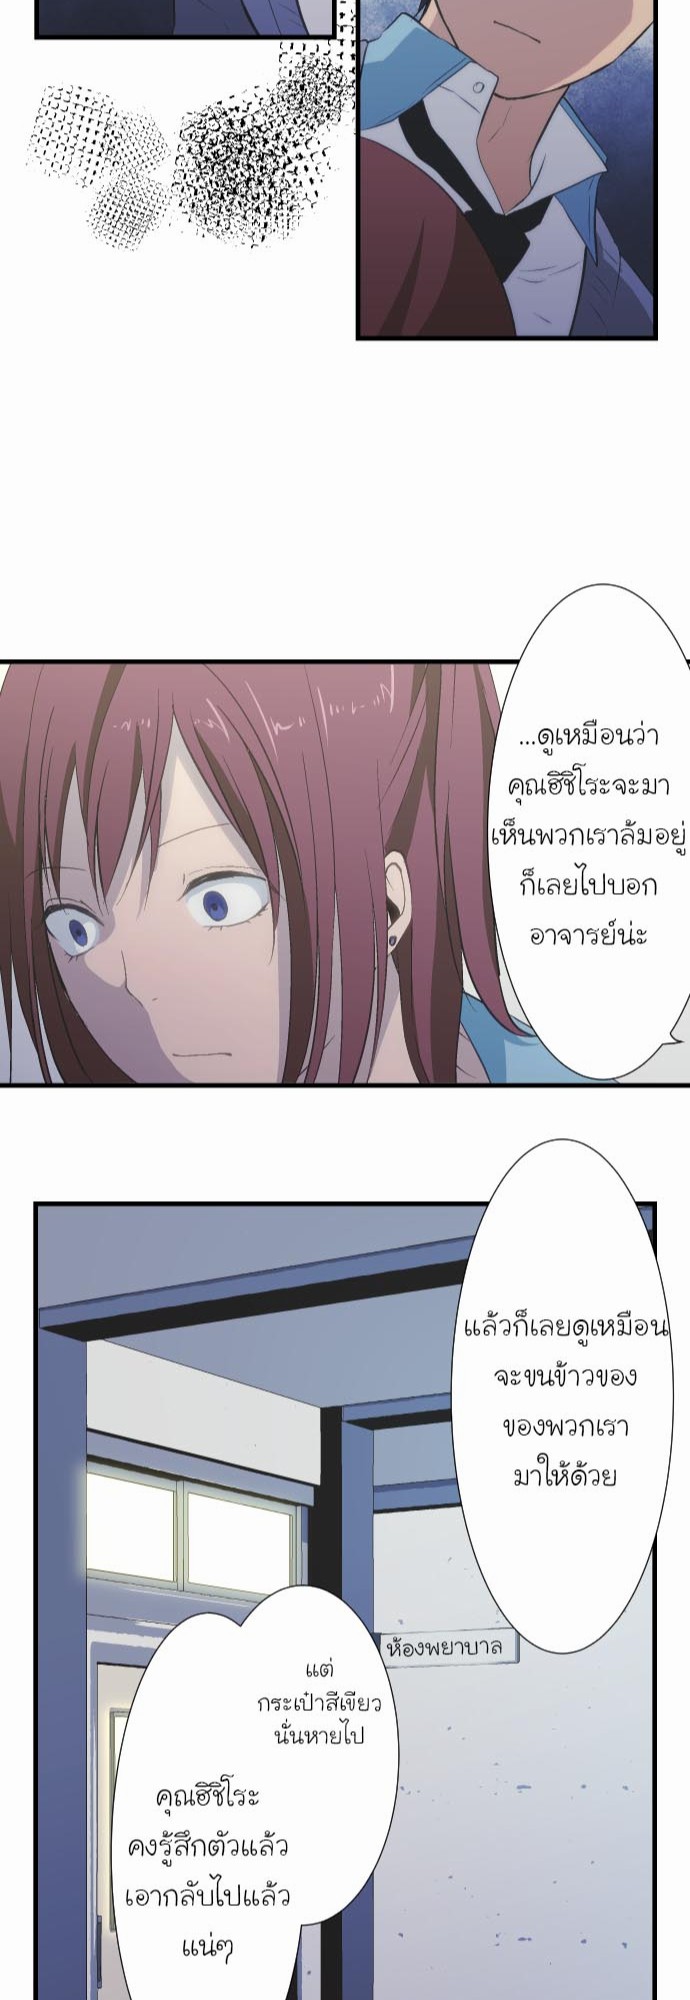 ...ดูเหมือนว่า
คุณฮิชิโระจะมา
เห็นพวกเราล้มอยู่
ก็เลยไปบอก
อาจารย์น่ะ
แล้วก็เลยดูเหมือน
จะขนข้าวของ
ของพวกเรา
มาให้ด้วย
ห้องพยาบาล
แต่
กระเป๋าสีเขียว
นั่นหายไป
คุณฮิชิโระ
คงรู้สึกตัวแล้ว
เอากลับไปแล้ว
แน่ๆ